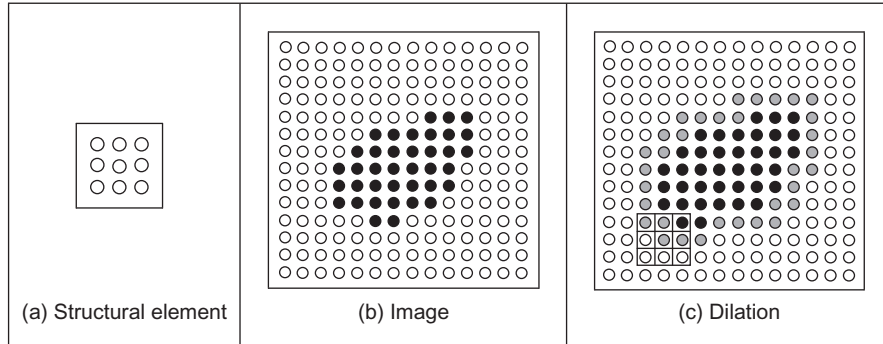 (a) Structural element
(b) Image
(c) Dilation